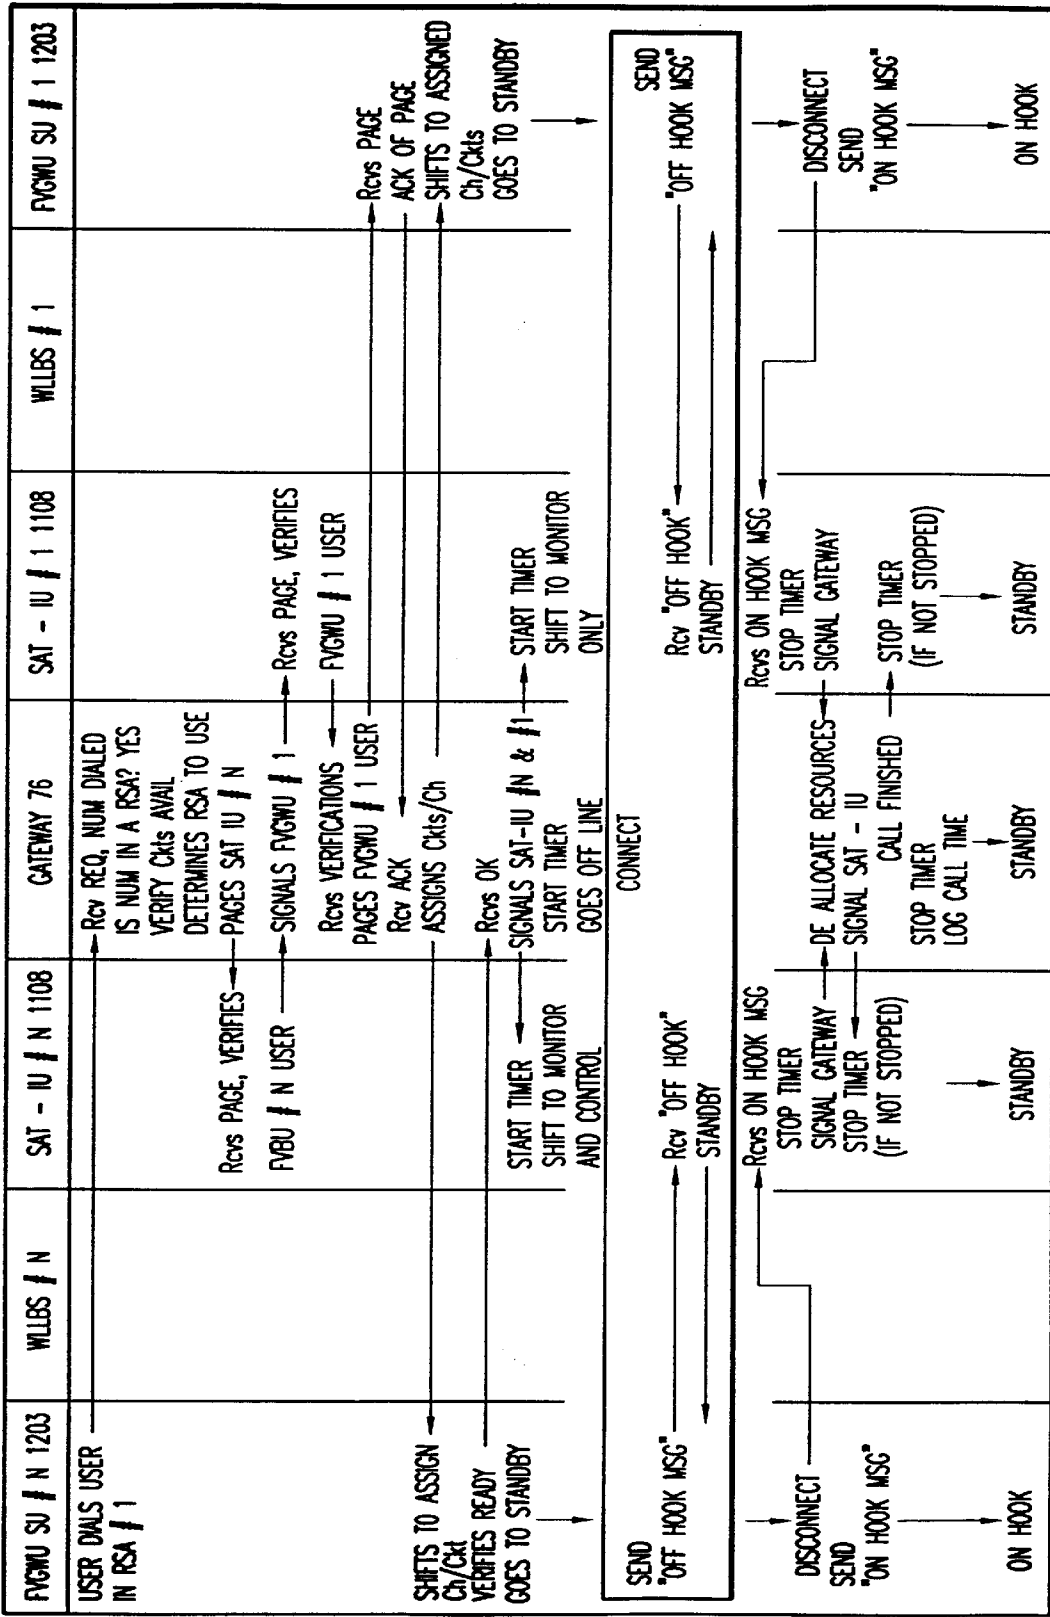 FVGWU SU # N 1203
WLLBS # N
SAT - IU # N 1108
GATEWAY 76
SAT - IU # 1 1108
WLLBS # 1
FVGWU SU # 1 1203
USER DIALS USER
IN RSA # 1
Rcv REQ, NUM DIALED
IS NUM IN A RSA? YES
VERIFY Ckts AVAIL
DETERMINES RSA TO USE
PAGES SAT IU # N
Rcvs PAGE, VERIFIES
FVBU # N USER
SIGNALS FVGWU # 1
Rcvs PAGE, VERIFIES
FVGWU # 1 USER
Rcvs VERIFICATIONS
PAGES FVGWU # 1 USER
Rcvs PAGE
ACK OF PAGE
Rcv ACK
ASSIGNS Ckts/Ch
SHIFTS TO ASSIGNED
Ch/Ckts
GOES TO STANDBY
SHIFTS TO ASSIGN
Ch/Ckt
VERIFIES READY
GOES TO STANDBY
Rcvs OK
SIGNALS SAT-IU #N & #1
START TIMER
GOES OFF LINE
START TIMER
SHIFT TO MONITOR
AND CONTROL
START TIMER
SHIFT TO MONITOR
ONLY
CONNECT
SEND
"OFF HOOK MSG"
Rcv "OFF HOOK"
STANDBY
Rcv "OFF HOOK"
STANDBY
SEND
"OFF HOOK MSG"
DISCONNECT
SEND
"ON HOOK MSG"
ON HOOK
Rcvs ON HOOK MSG
STOP TIMER
SIGNAL GATEWAY
STOP TIMER
(IF NOT STOPPED)
STANDBY
DE ALLOCATE RESOURCES
SIGNAL SAT - IU
CALL FINISHED
STOP TIMER
LOG CALL TIME
STANDBY
Rcvs ON HOOK MSG
STOP TIMER
SIGNAL GATEWAY
STOP TIMER
(IF NOT STOPPED)
STANDBY
DISCONNECT
SEND
"ON HOOK MSG"
ON HOOK